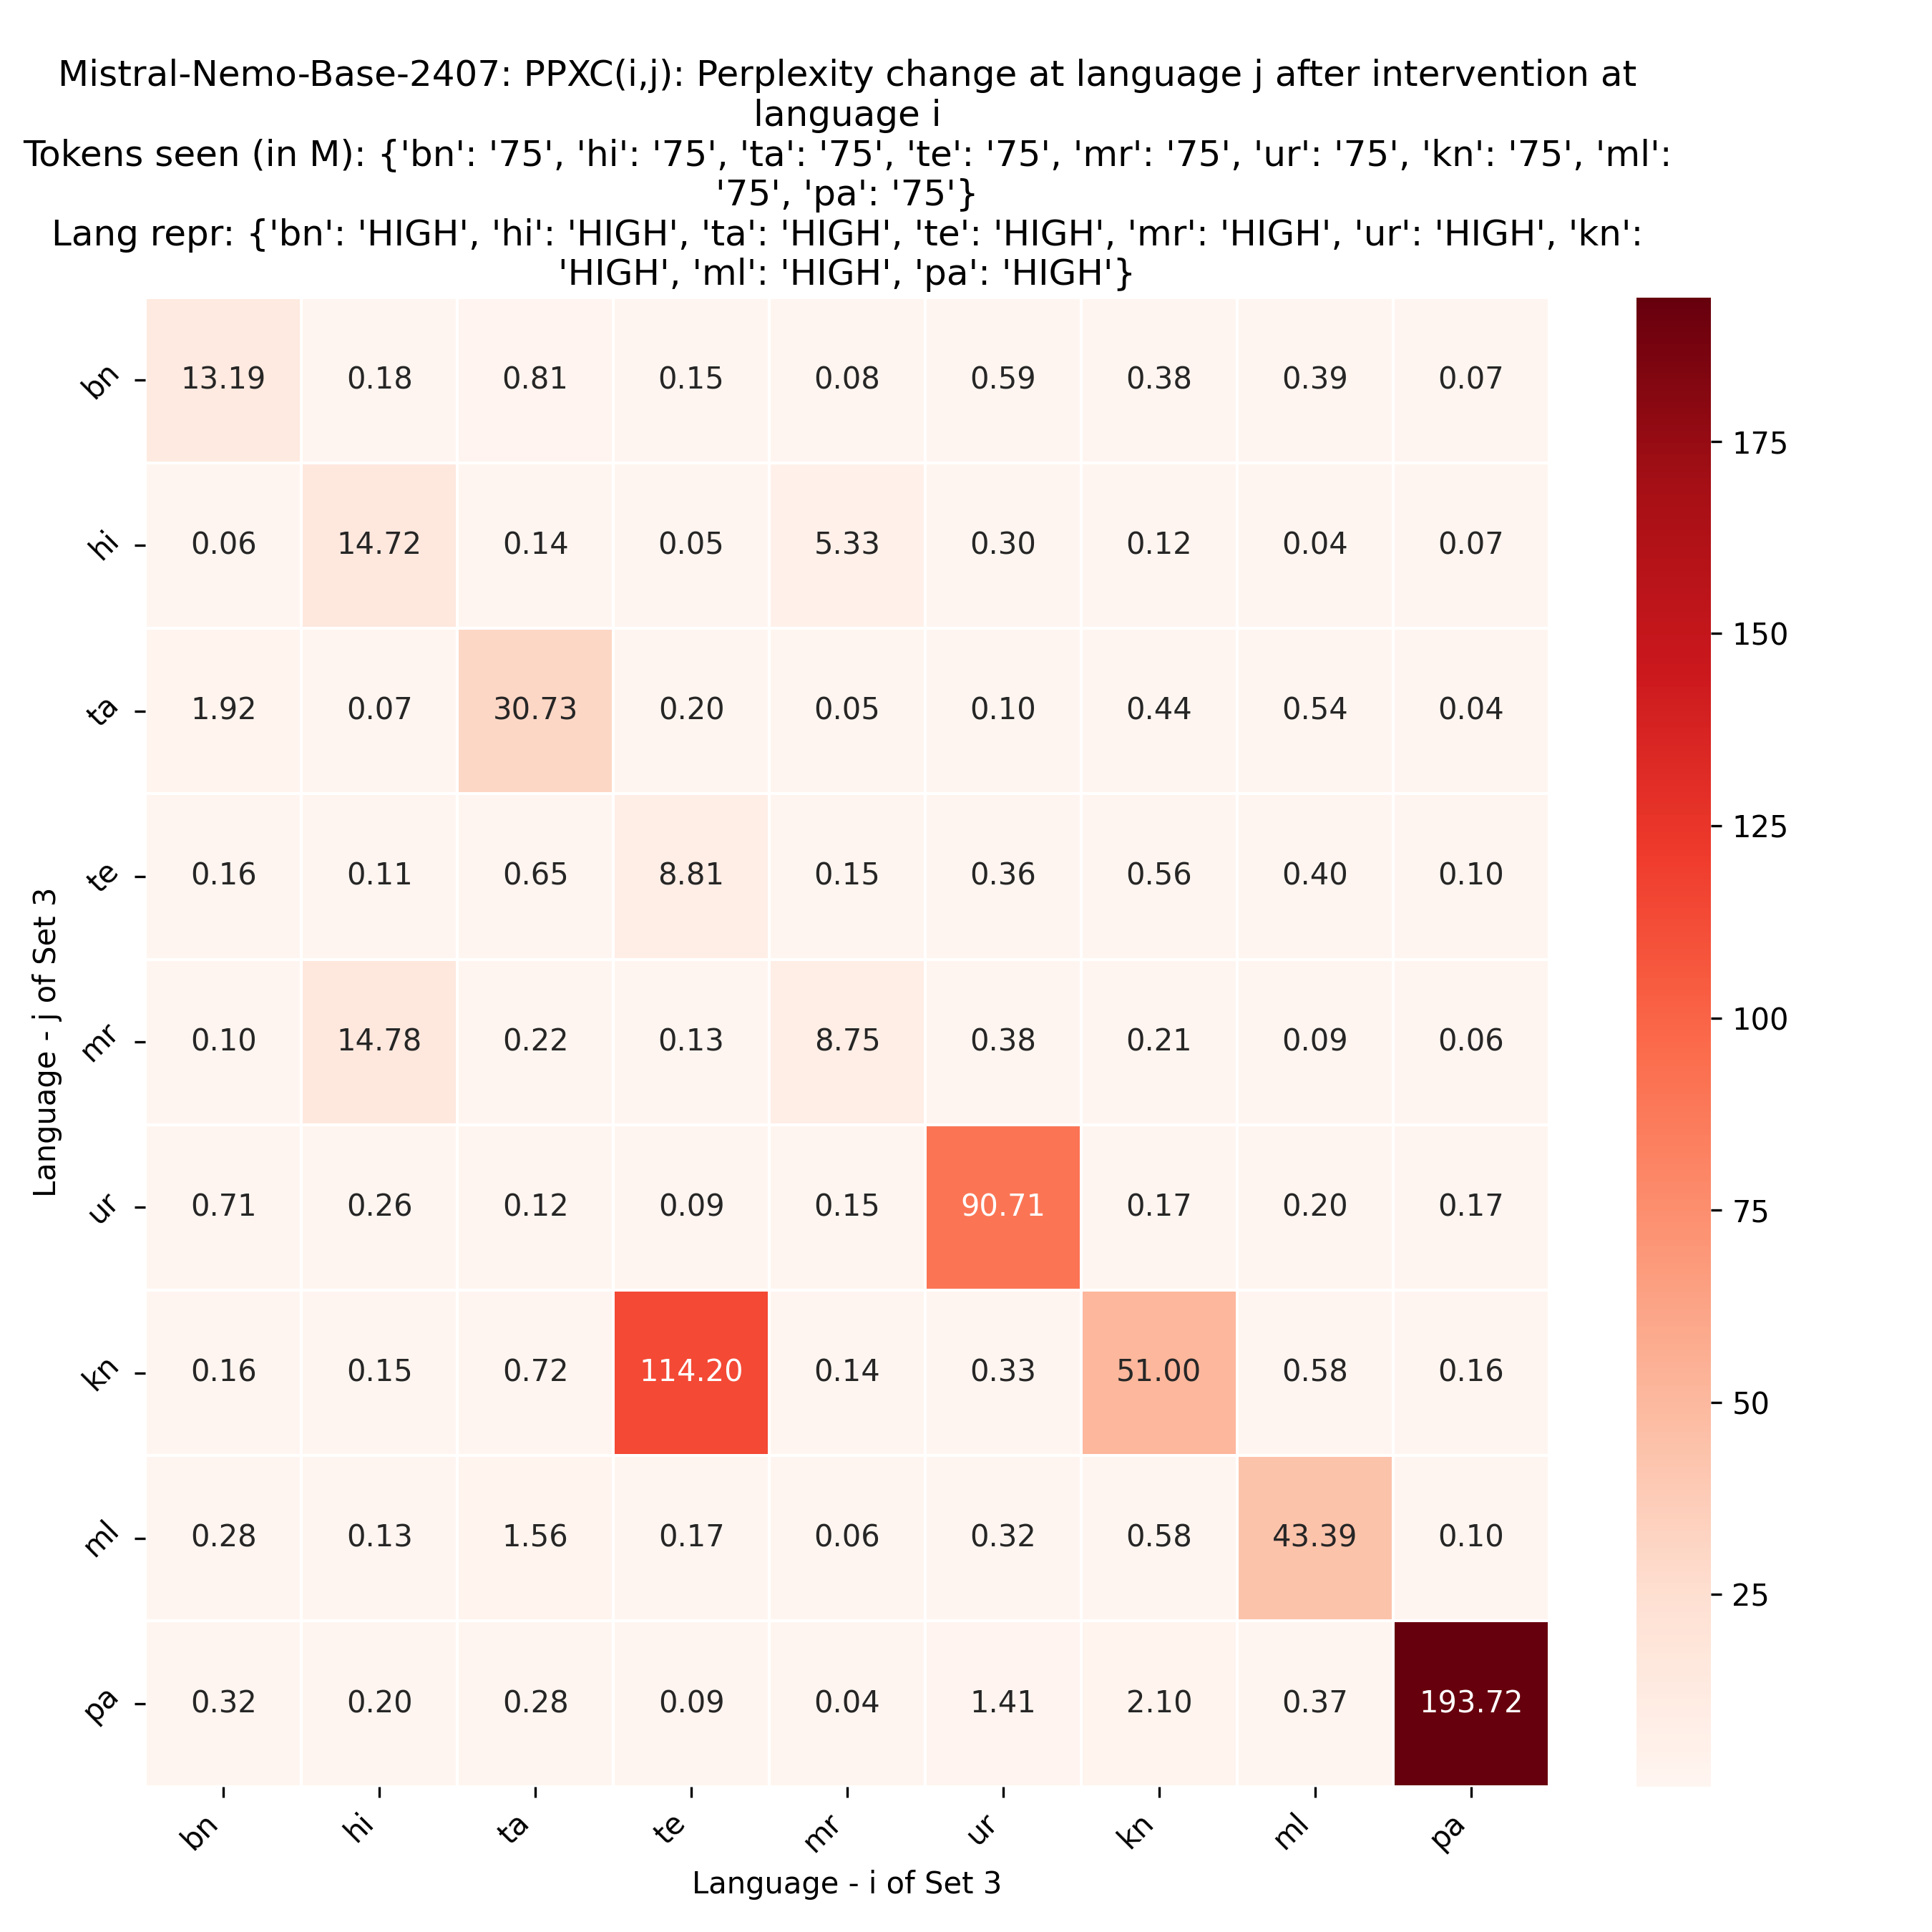 Mistral-Nemo-Base-2407: PPXC(i,j): Perplexity change at language j after intervention at
language i
Tokens seen (in M): {'bn': '75', 'hi': '75', 'ta': '75', 'te': '75', 'mr': '75', 'ur': '75', 'kn': '75', 'ml':
'75', 'pa': '75'}
Lang repr: {'bn': 'HIGH', 'hi': 'HIGH', 'ta': 'HIGH', 'te': 'HIGH', 'mr': 'HIGH', 'ur': 'HIGH', 'kn':
'HIGH', 'ml': 'HIGH', 'pa': 'HIGH'}
Language - j of Set 3
bn 13.19 0.18 0.81 0.15 0.08 0.59 0.38 0.39 0.07
hi 0.06 14.72 0.14 0.05 5.33 0.30 0.12 0.04 0.07
ta 1.92 0.07 30.73 0.20 0.05 0.10 0.44 0.54 0.04
te 0.16 0.11 0.65 8.81 0.15 0.36 0.56 0.40 0.10
mr 0.10 14.78 0.22 0.13 8.75 0.38 0.21 0.09 0.06
ur 0.71 0.26 0.12 0.09 0.15 90.71 0.17 0.20 0.17
kn 0.16 0.15 0.72 114.20 0.14 0.33 51.00 0.58 0.16
ml 0.28 0.13 1.56 0.17 0.06 0.32 0.58 43.39 0.10
pa 0.32 0.20 0.28 0.09 0.04 1.41 2.10 0.37 193.72
bn hi ta te mr ur kn ml pa
Language - i of Set 3
175
150
125
100
75
50
25